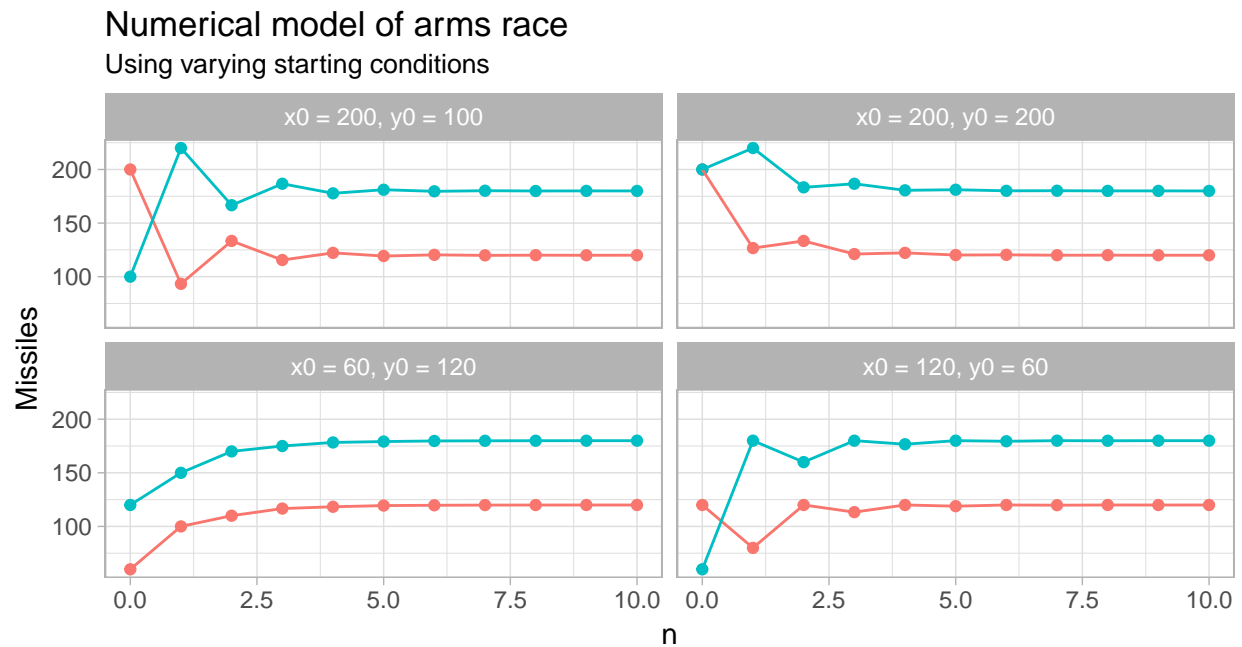 Numerical model of arms race
Using varying starting conditions
x0 = 200, y0 = 100
x0 = 200, y0 = 200
200
150
100
x0 = 60, y0 = 120
x0 = 120, y0 = 60
200
150
100
Missiles
0.0 2.5 5.0 7.5 10.0
0.0 2.5 5.0 7.5 10.0
n